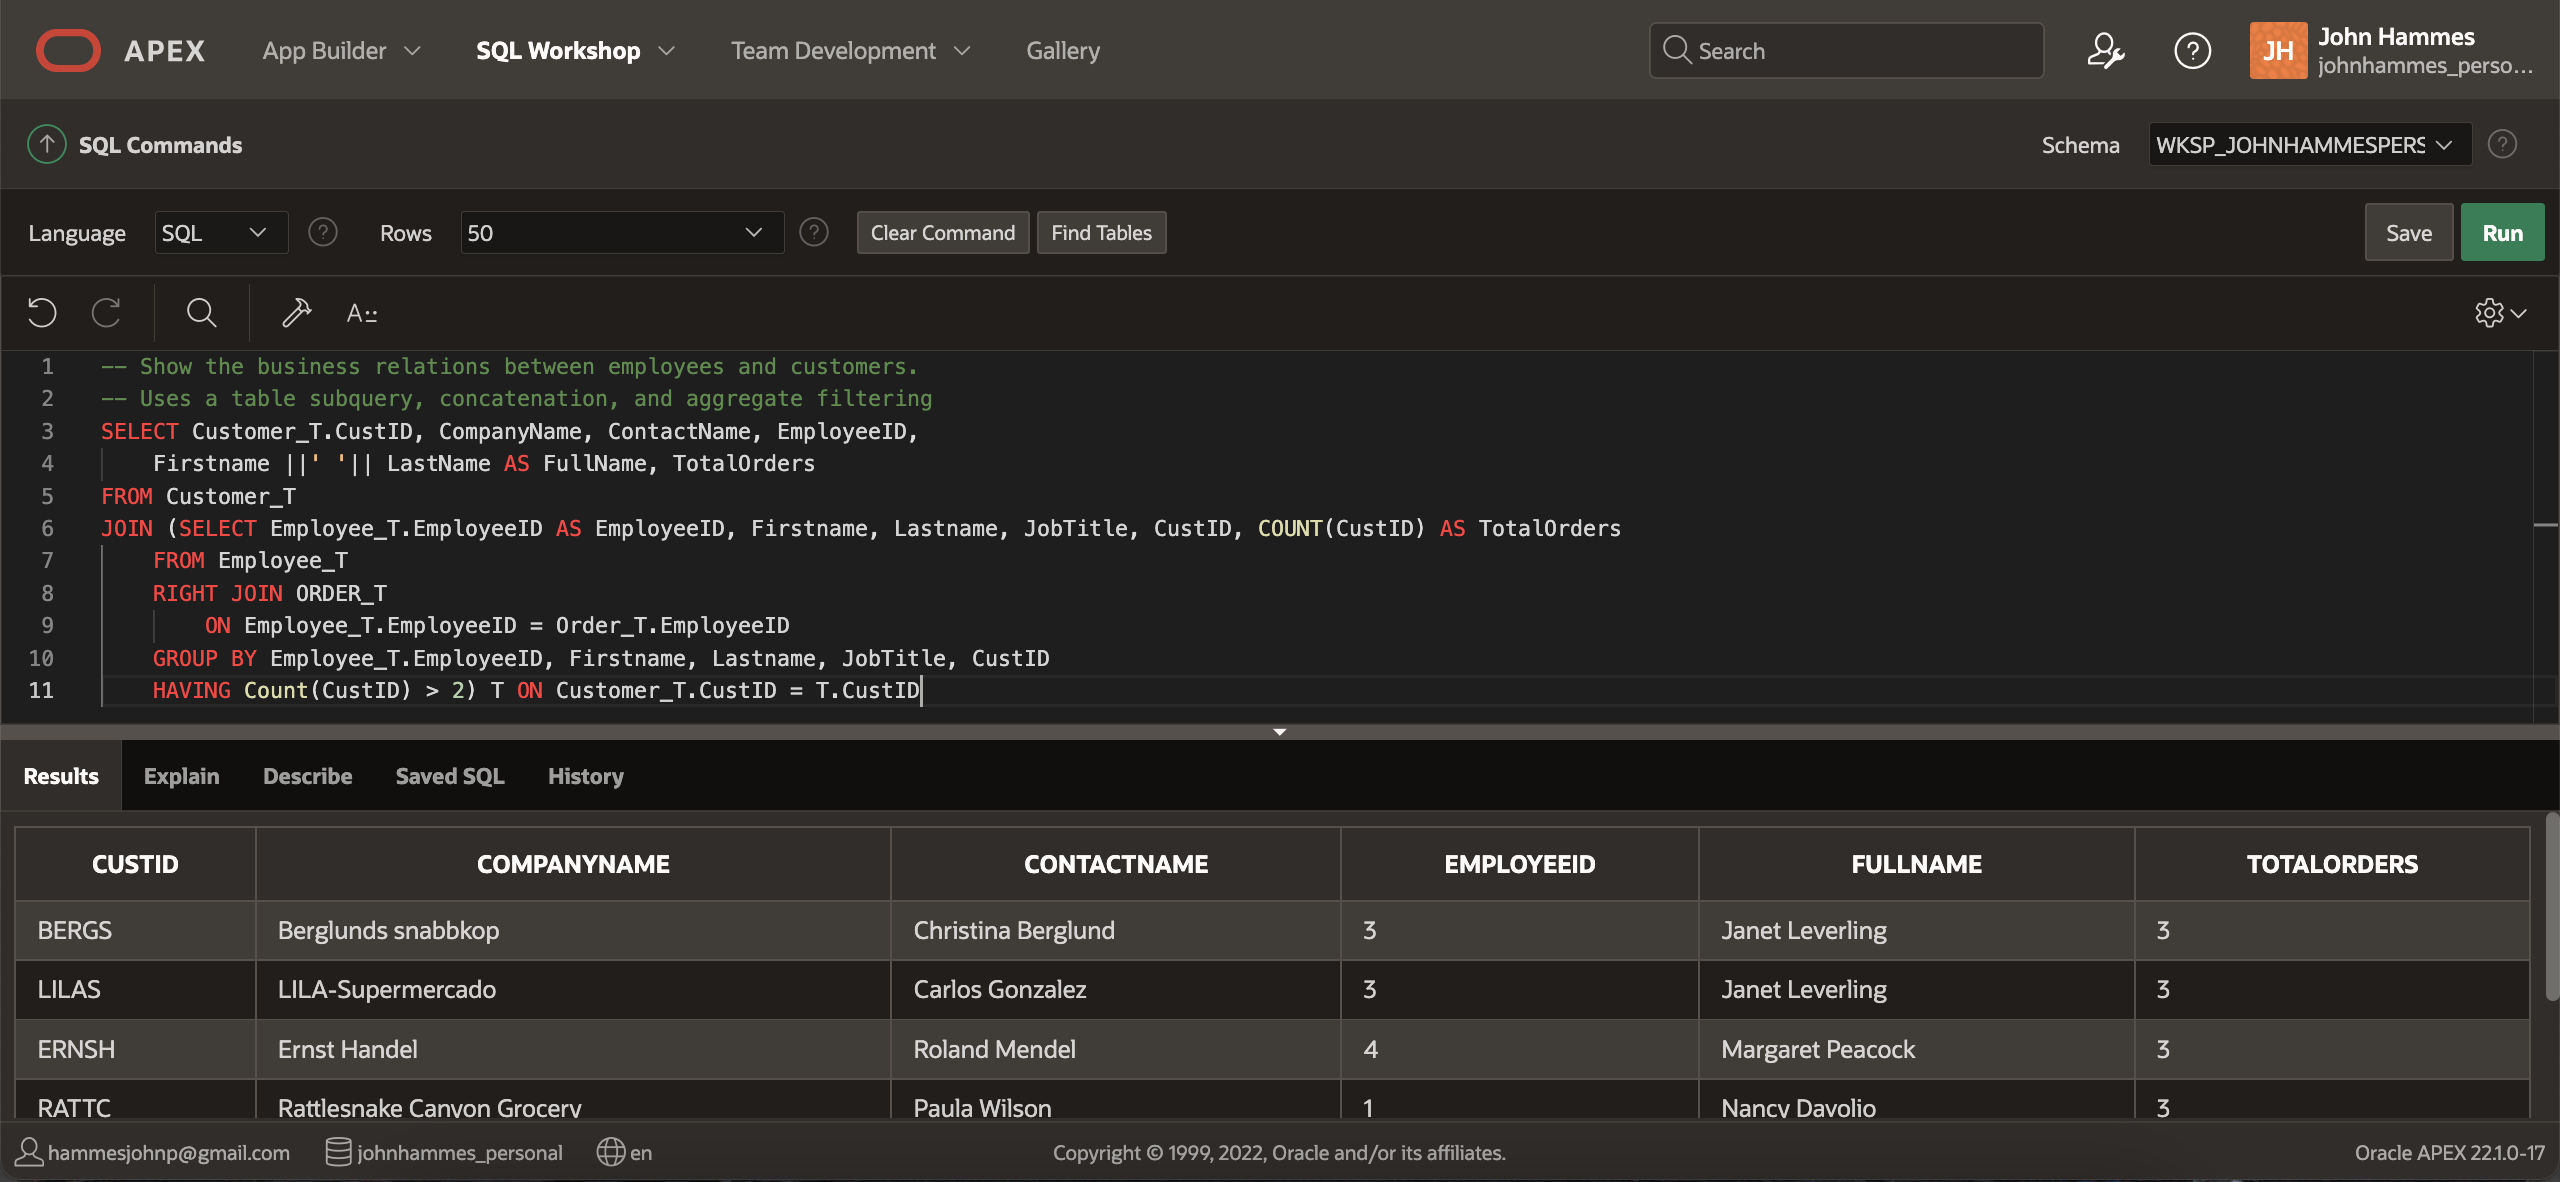 APEX App Builder SQL Workshop Team Development Gallery Search JH John Hammes
johnhammes_perso...
SQL Commands Schema WKSP_JOHNHAMMESPERS
Language SQL Rows 50 Clear Command Find Tables Save Run
A::
1 -- Show the business relations between employees and customers.
2 -- Uses a table subquery, concatenation, and aggregate filtering
3 SELECT Customer_T.CustID, CompanyName, ContactName, EmployeeID,
4 Firstname ||' '|| LastName AS FullName, TotalOrders
5 FROM Customer_T
6 JOIN (SELECT Employee_T.EmployeeID AS EmployeeID, Firstname, Lastname, JobTitle, CustID, COUNT(CustID) AS TotalOrders
7 FROM Employee_T
8 RIGHT JOIN ORDER_T
9 ON Employee_T.EmployeeID = Order_T.EmployeeID
10 GROUP BY Employee_T.EmployeeID, Firstname, Lastname, JobTitle, CustID
11 HAVING Count(CustID) > 2) T ON Customer_T.CustID = T.CustID
Results Explain Describe Saved SQL History
CUSTID COMPANYNAME CONTACTNAME EMPLOYEEID FULLNAME TOTALORDERS
BERGS Berglunds snabbkop Christina Berglund 3 Janet Leverling 3
LILAS LILA-Supermercado Carlos Gonzalez 3 Janet Leverling 3
ERNSH Ernst Handel Roland Mendel 4 Margaret Peacock 3
RATTC Rattlesnake Canyon Grocery Paula Wilson 1 Nancy Davolio 3
hammesjohnp@gmail.com johnhammes_personal en Copyright © 1999, 2022, Oracle and/or its affiliates. Oracle APEX 22.1.0-17